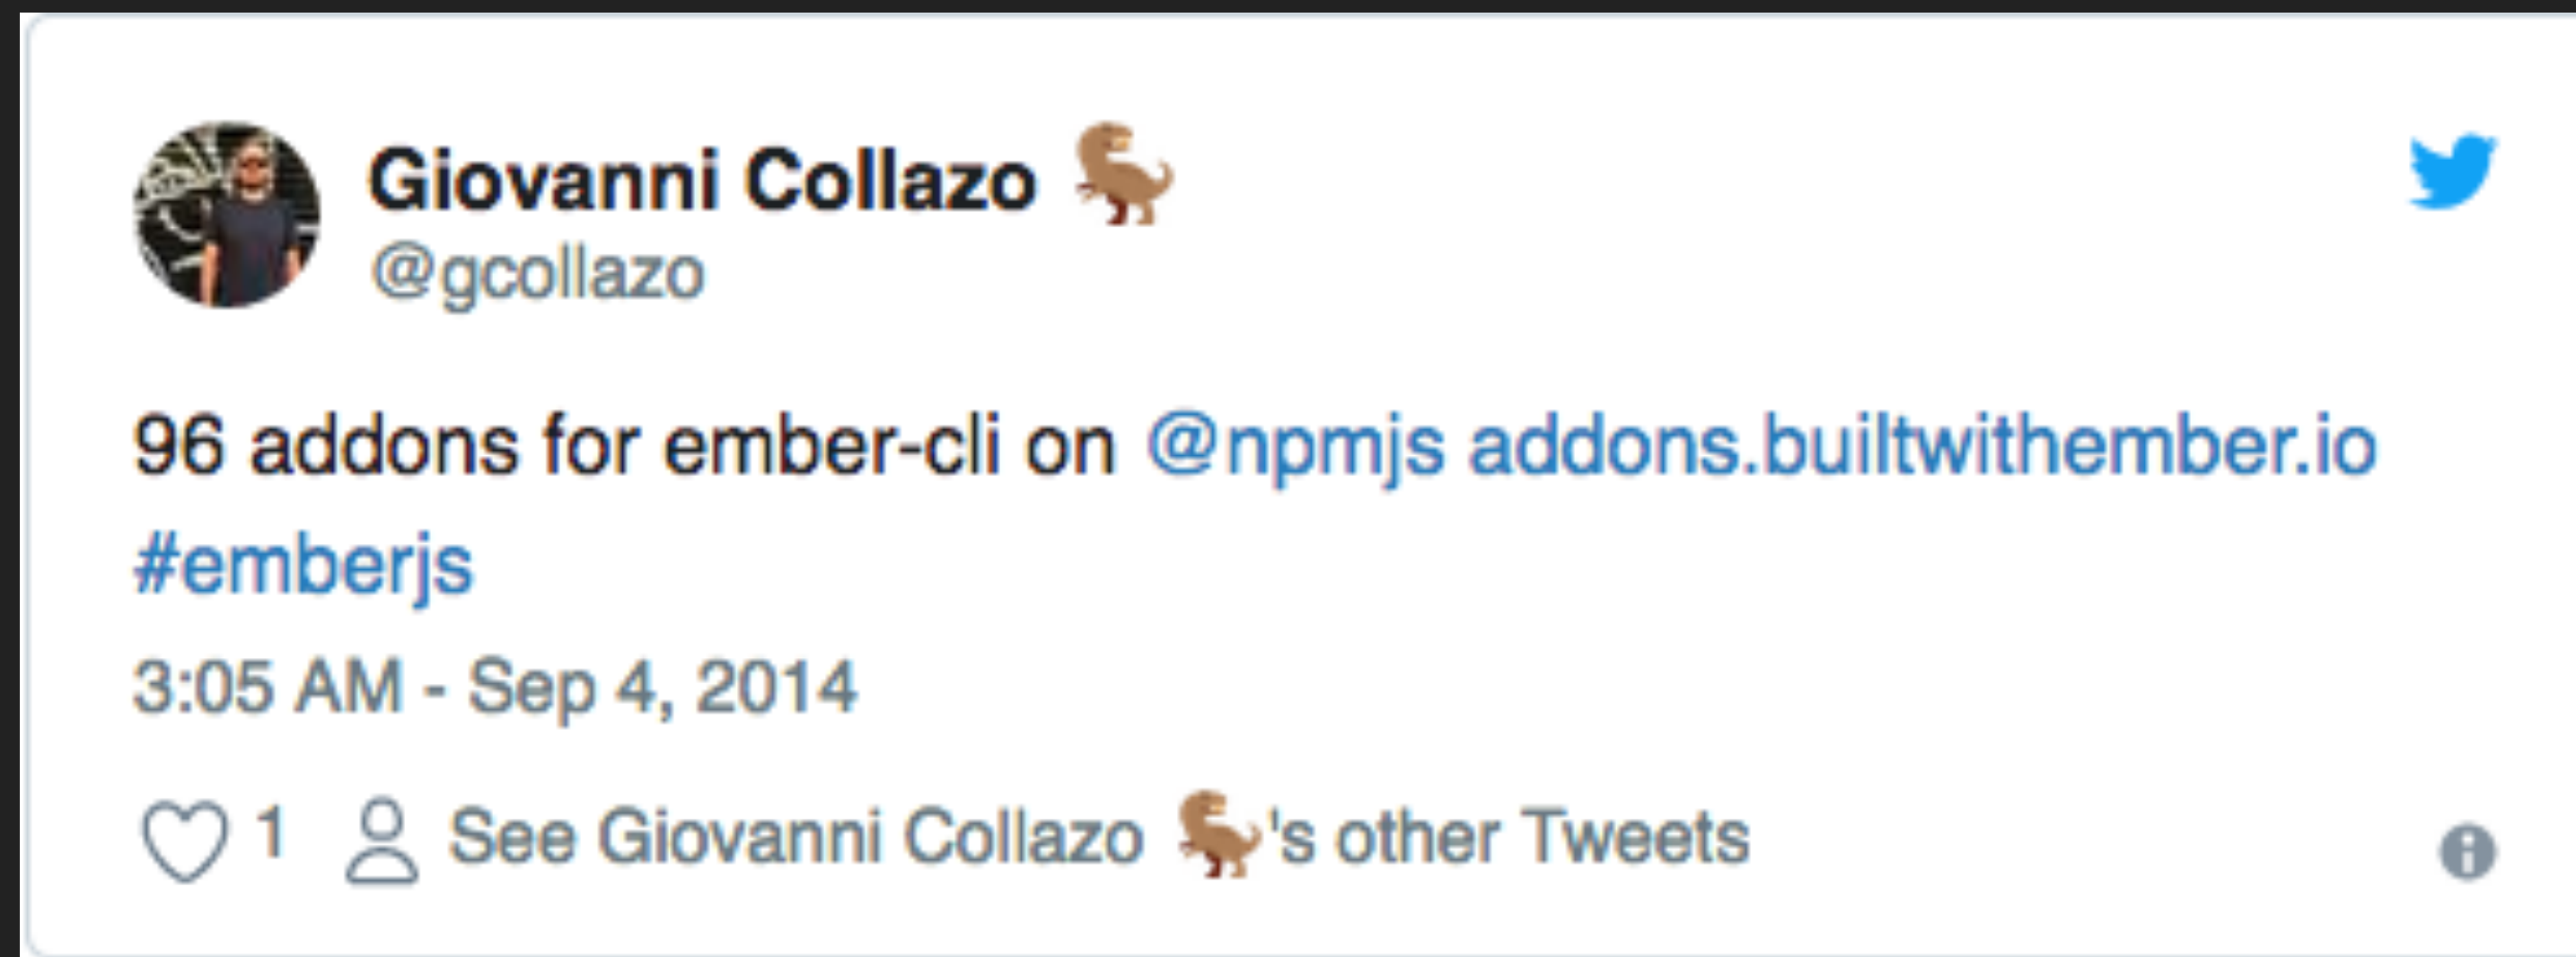 Giovanni Collazo 🦖
@gcollazo
96 addons for ember-cli on @npmjs addons.builtwithember.io
#emberjs
3:05 AM - Sep 4, 2014
1 See Giovanni Collazo 🦖's other Tweets